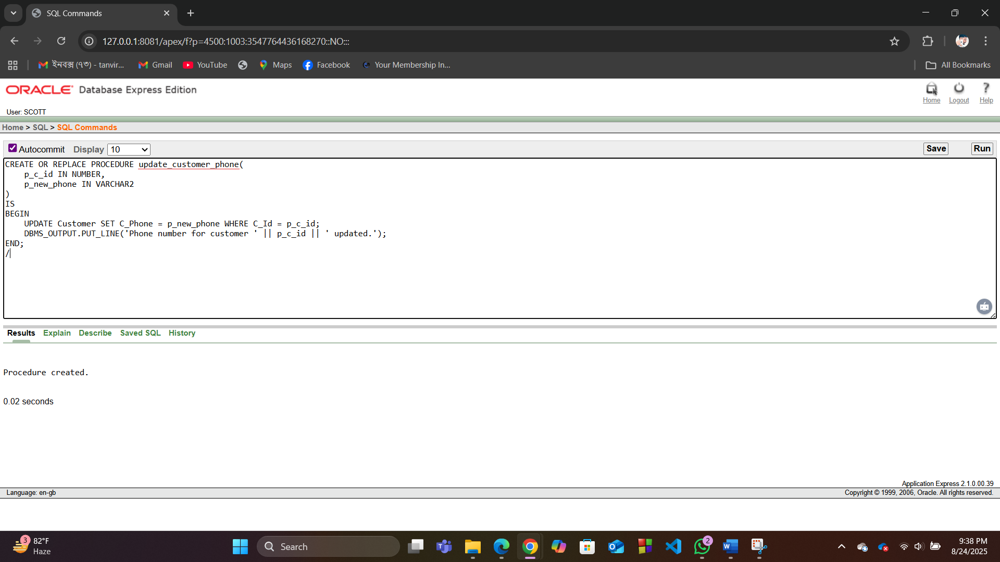 SQL Commands
127.0.0.1:8081/apex/f?p=4500:1003:3547764436168270::NO:::
ইনবক্স (৭৩) - tanvir... Gmail YouTube Maps Facebook Your Membership In... All Bookmarks
ORACLE Database Express Edition
Home Logout Help
User: SCOTT
Home > SQL > SQL Commands
Autocommit Display 10 Save Run
CREATE OR REPLACE PROCEDURE update_customer_phone(
    p_c_id IN NUMBER,
    p_new_phone IN VARCHAR2
)
IS
BEGIN
    UPDATE Customer SET C_Phone = p_new_phone WHERE C_Id = p_c_id;
    DBMS_OUTPUT.PUT_LINE('Phone number for customer ' || p_c_id || ' updated.');
END;
/
Results Explain Describe Saved SQL History
Procedure created.
0.02 seconds
Application Express 2.1.0.00.39
Language: en-gb Copyright © 1999, 2006, Oracle. All rights reserved.
3 82°F
Haze
Search
2
9:38 PM
8/24/2025